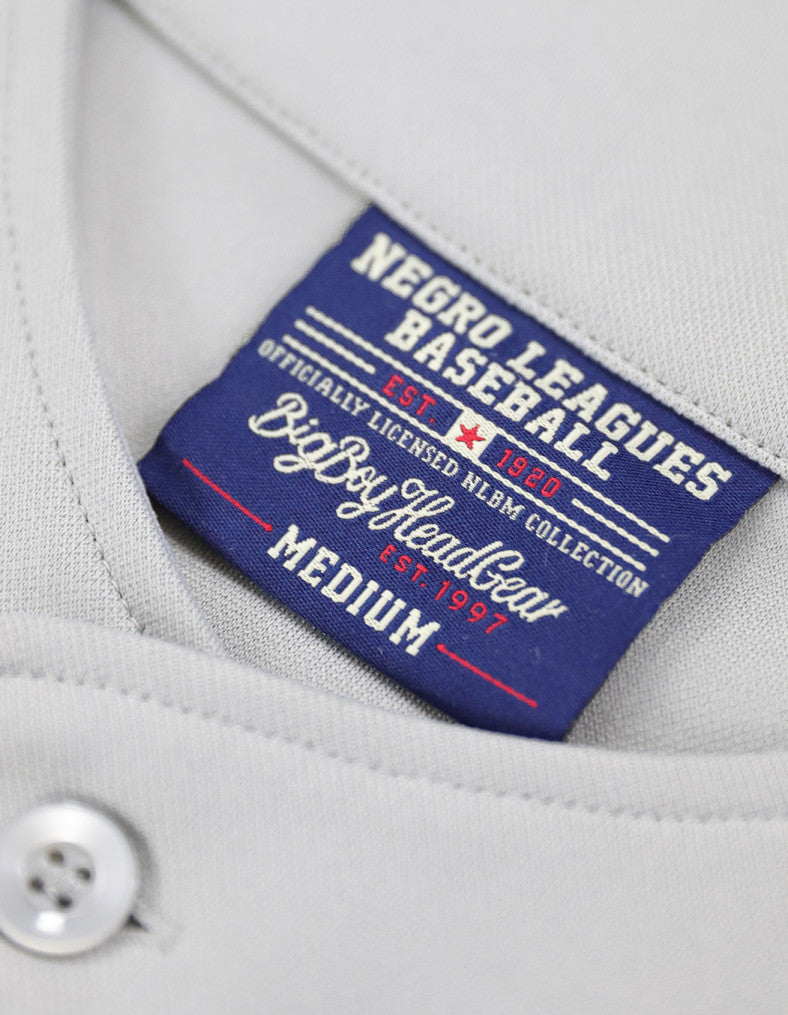 NEGRO LEAGUES
BASEBALL
EST. 1920
OFFICIALLY LICENSED NLBM COLLECTION
BigBoyHeadGear
EST.1997
MEDIUM